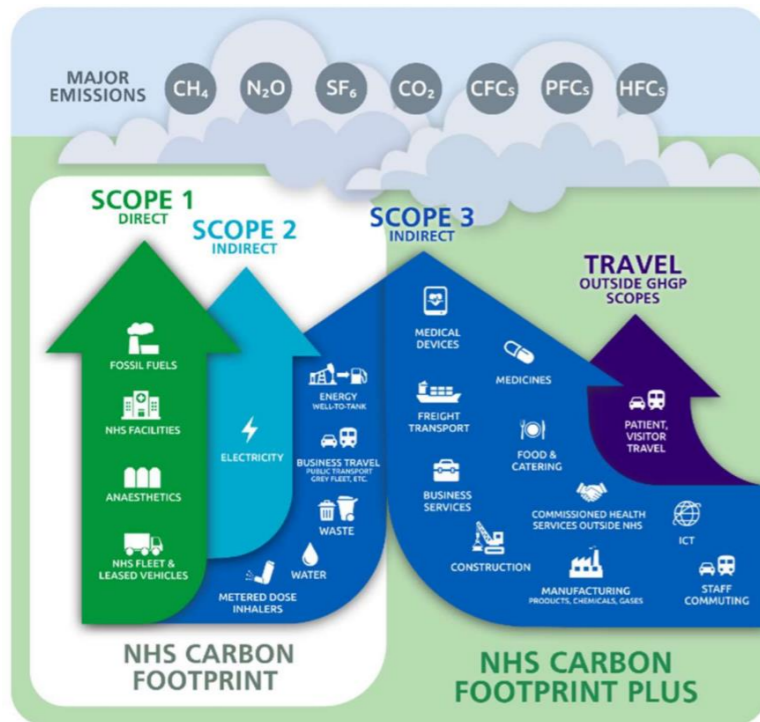 MAJOR
EMISSIONS
CH₄
N₂O
SF₆
CO₂
CFCs
PFCs
HFCs
SCOPE 1
DIRECT
SCOPE 2
INDIRECT
SCOPE 3
INDIRECT
TRAVEL
OUTSIDE GHGP
SCOPES
FOSSIL FUELS
NHS FACILITIES
ANAESTHETICS
NHS FLEET &
LEASED VEHICLES
ELECTRICITY
ENERGY
WELL-TO-TANK
BUSINESS TRAVEL
PUBLIC TRANSPORT
GREY FLEET, ETC.
WASTE
WATER
METERED DOSE
INHALERS
MEDICAL
DEVICES
MEDICINES
FREIGHT
TRANSPORT
FOOD &
CATERING
BUSINESS
SERVICES
COMMISSIONED HEALTH
SERVICES OUTSIDE NHS
CONSTRUCTION
MANUFACTURING
PRODUCTS, CHEMICALS, GASES
ICT
STAFF
COMMUTING
PATIENT,
VISITOR
TRAVEL
NHS CARBON
FOOTPRINT
NHS CARBON
FOOTPRINT PLUS